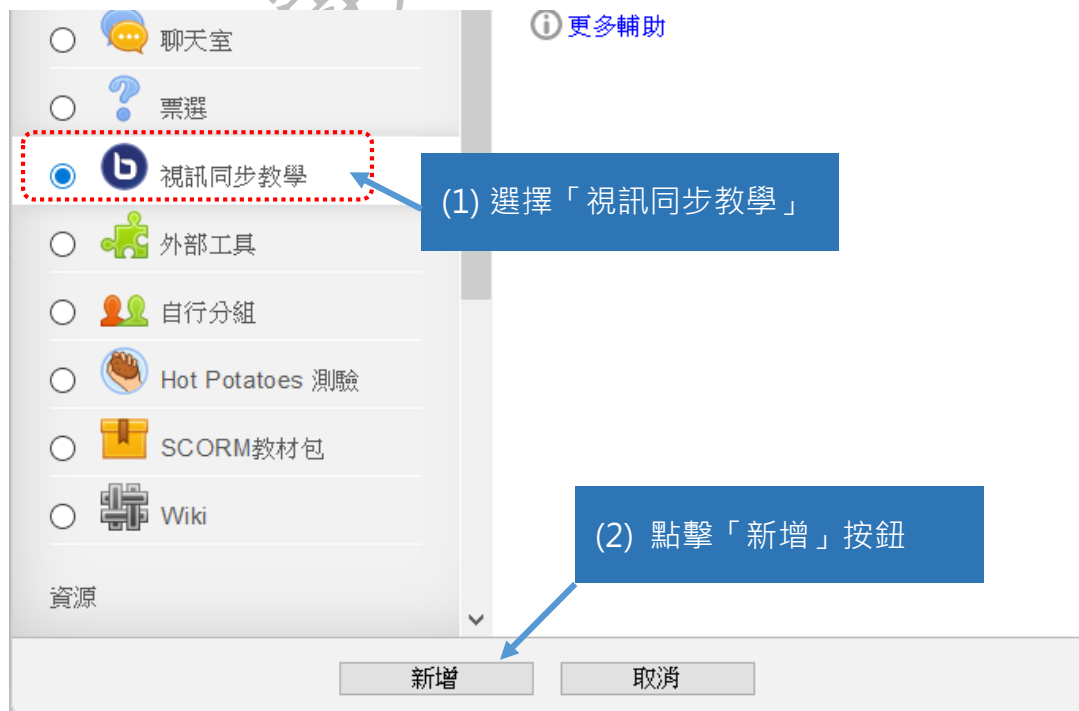 聊天室
更多輔助
票選
視訊同步教學
(1) 選擇「視訊同步教學」
外部工具
自行分組
Hot Potatoes 測驗
SCORM教材包
Wiki
(2) 點擊「新增」按鈕
資源
新增
取消